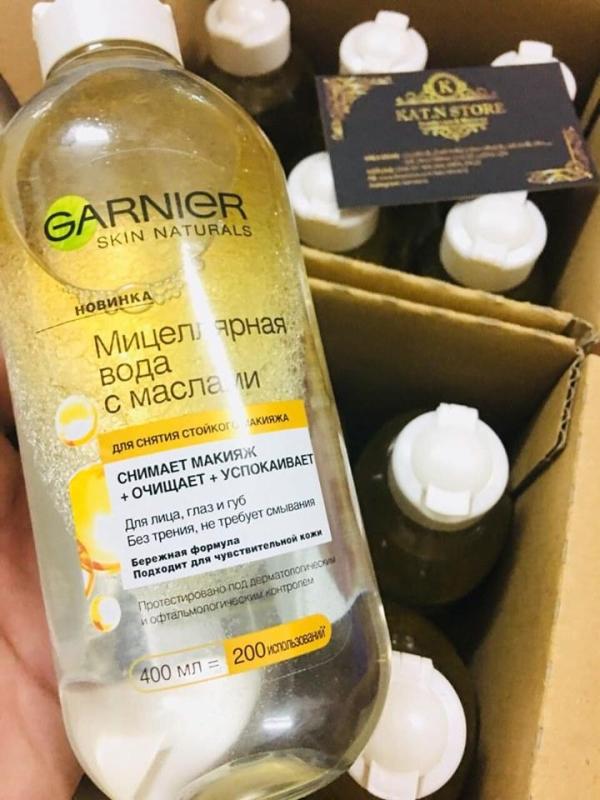 GARNIER
SKIN NATURALS
НОВИНКА
Мицеллярная
вода
с маслами
ДЛЯ СНЯТИЯ СТОЙКОГО МАКИЯЖА
СНИМАЕТ МАКИЯЖ
+ ОЧИЩАЕТ + УСПОКАИВАЕТ
Для лица, глаз и губ
Без трения, не требует смывания
Бережная формула
Подходит для чувствительной кожи
Протестировано под дерматологическим
и офтальмологическим контролем
400 мл = 200 использований*
K
KAT.N STORE